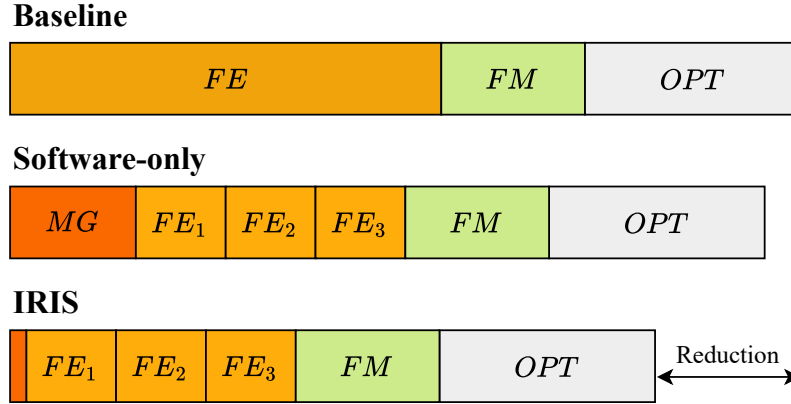 Baseline
FE FM OPT
Software-only
MG FE₁ FE₂ FE₃ FM OPT
IRIS
FE₁ FE₂ FE₃ FM OPT Reduction